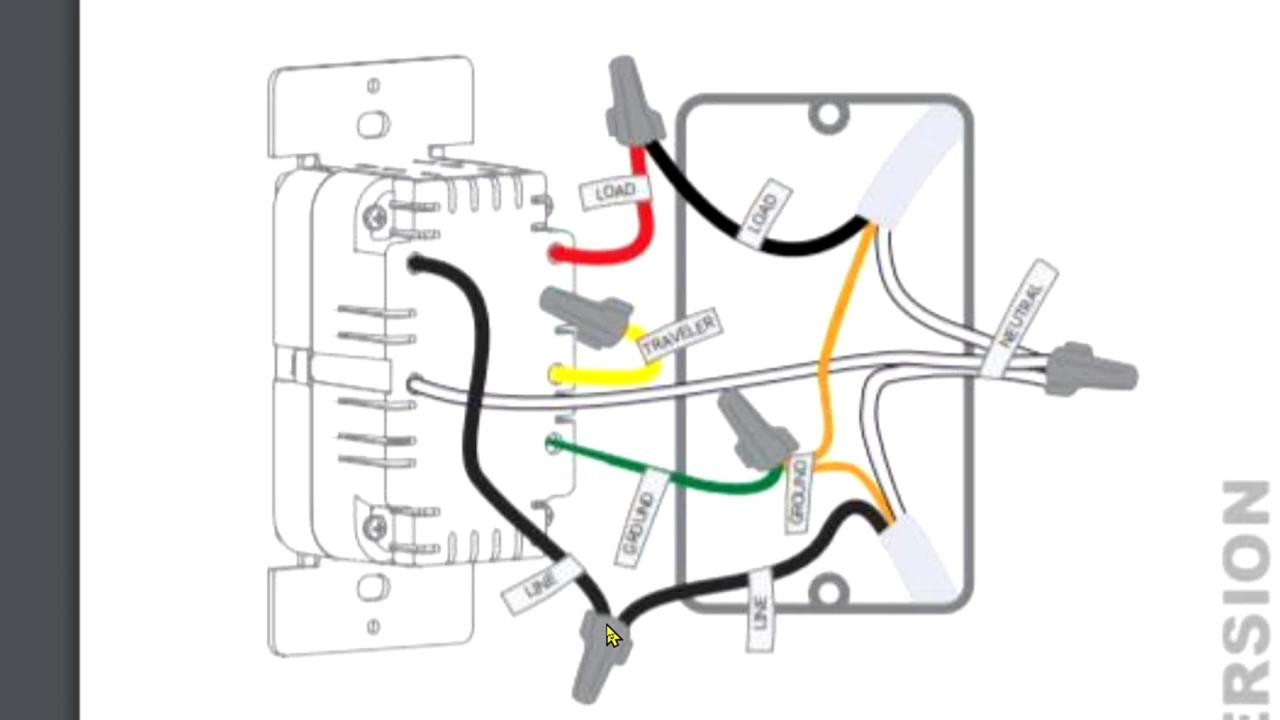 LOAD
LOAD
TRAVELER
NEUTRAL
GROUND
GROUND
LINE
LINE
ERSION